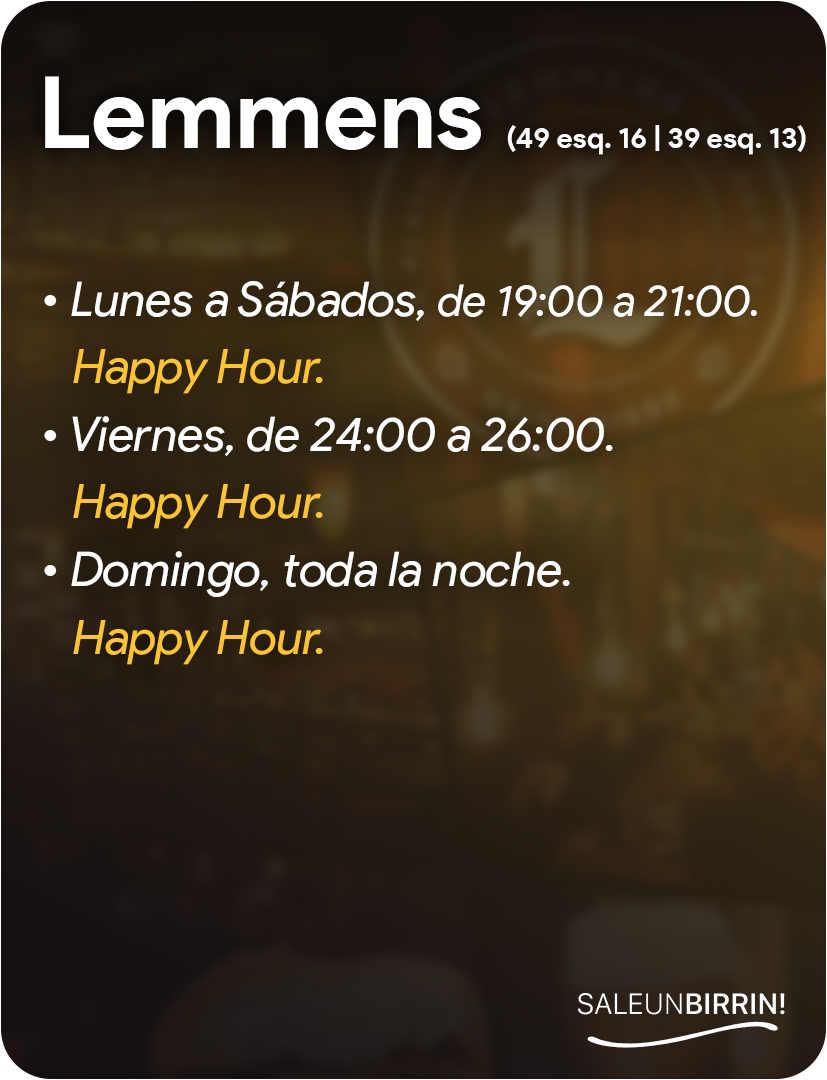 Lemmens (49 esq. 16 | 39 esq. 13)
• Lunes a Sábados, de 19:00 a 21:00.
Happy Hour.
• Viernes, de 24:00 a 26:00.
Happy Hour.
• Domingo, toda la noche.
Happy Hour.
SALEUNBIRRIN!